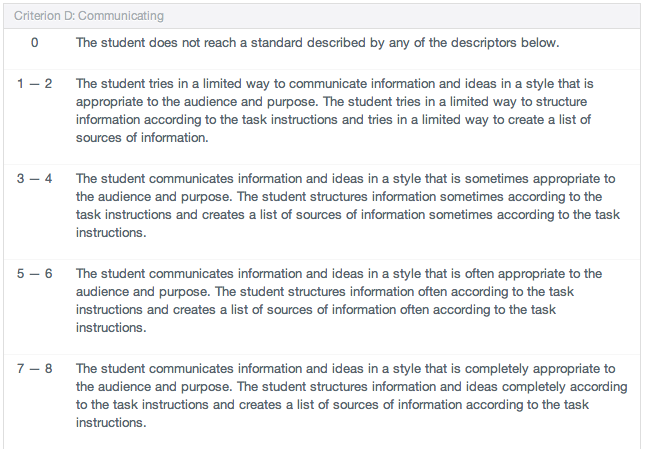 Criterion D: Communicating
0 The student does not reach a standard described by any of the descriptors below.
1 — 2 The student tries in a limited way to communicate information and ideas in a style that is
appropriate to the audience and purpose. The student tries in a limited way to structure
information according to the task instructions and tries in a limited way to create a list of
sources of information.
3 — 4 The student communicates information and ideas in a style that is sometimes appropriate to
the audience and purpose. The student structures information sometimes according to the
task instructions and creates a list of sources of information sometimes according to the task
instructions.
5 — 6 The student communicates information and ideas in a style that is often appropriate to the
audience and purpose. The student structures information often according to the task
instructions and creates a list of sources of information often according to the task
instructions.
7 — 8 The student communicates information and ideas in a style that is completely appropriate to
the audience and purpose. The student structures information and ideas completely according
to the task instructions and creates a list of sources of information according to the task
instructions.